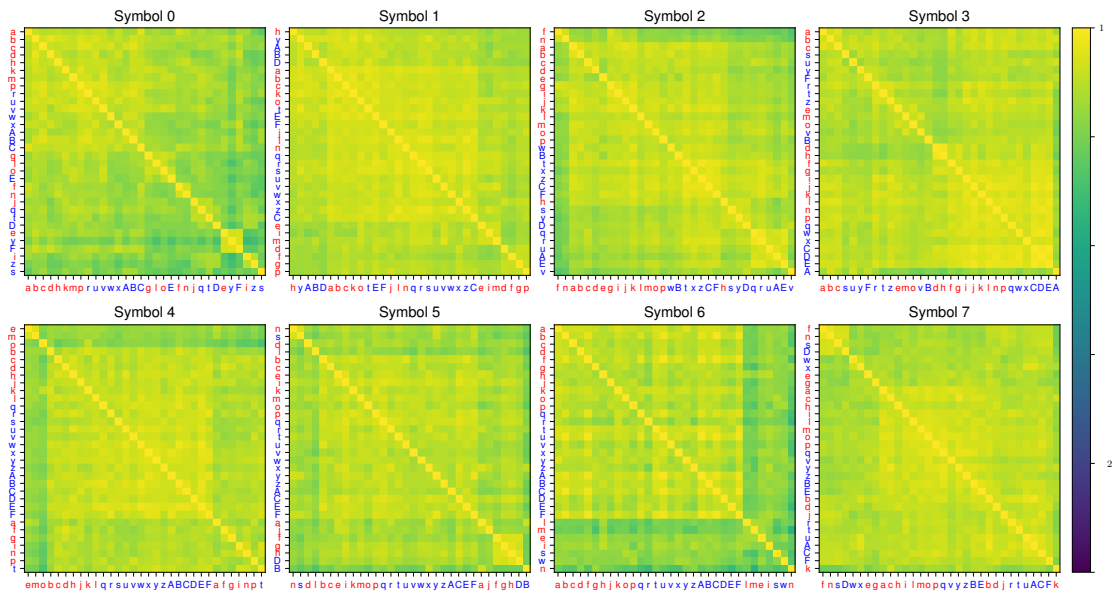 Symbol 0
a b c d h k m p r u v w x A B C g l o E f n j q t D e y F i z s
a b c d h k m p r u v w x A B C g l o E f n j q t D e y F i z s
Symbol 1
h y A B D a b c k o t E F j l n q r s u v w x z C e i m d f g p
h y A B D a b c k o t E F j l n q r s u v w x z C e i m d f g p
Symbol 2
f n a b c d e g i j k l m o p w B t x z C F h s y D q r u A E v
f n a b c d e g i j k l m o p w B t x z C F h s y D q r u A E v
Symbol 3
a b c s u y F r t z e m o v B d h f g i j k l n p q w x C D E A
a b c s u y F r t z e m o v B d h f g i j k l n p q w x C D E A
Symbol 4
e m o b c d h j k l q r s u v w x y z A B C D E F a f g i n p t
e m o b c d h j k l q r s u v w x y z A B C D E F a f g i n p t
Symbol 5
n s d l b c e i k m o p q r t u v w x y z A C E F a j f g h D B
n s d l b c e i k m o p q r t u v w x y z A C E F a j f g h D B
Symbol 6
a b c d f g h j k o p q r t u v x y z A B C D E F l m e i s w n
a b c d f g h j k o p q r t u v x y z A B C D E F l m e i s w n
Symbol 7
f n s D w x e g a c h i l m o p q v y z B E b d j r t u A C F k
f n s D w x e g a c h i l m o p q v y z B E b d j r t u A C F k
1
2